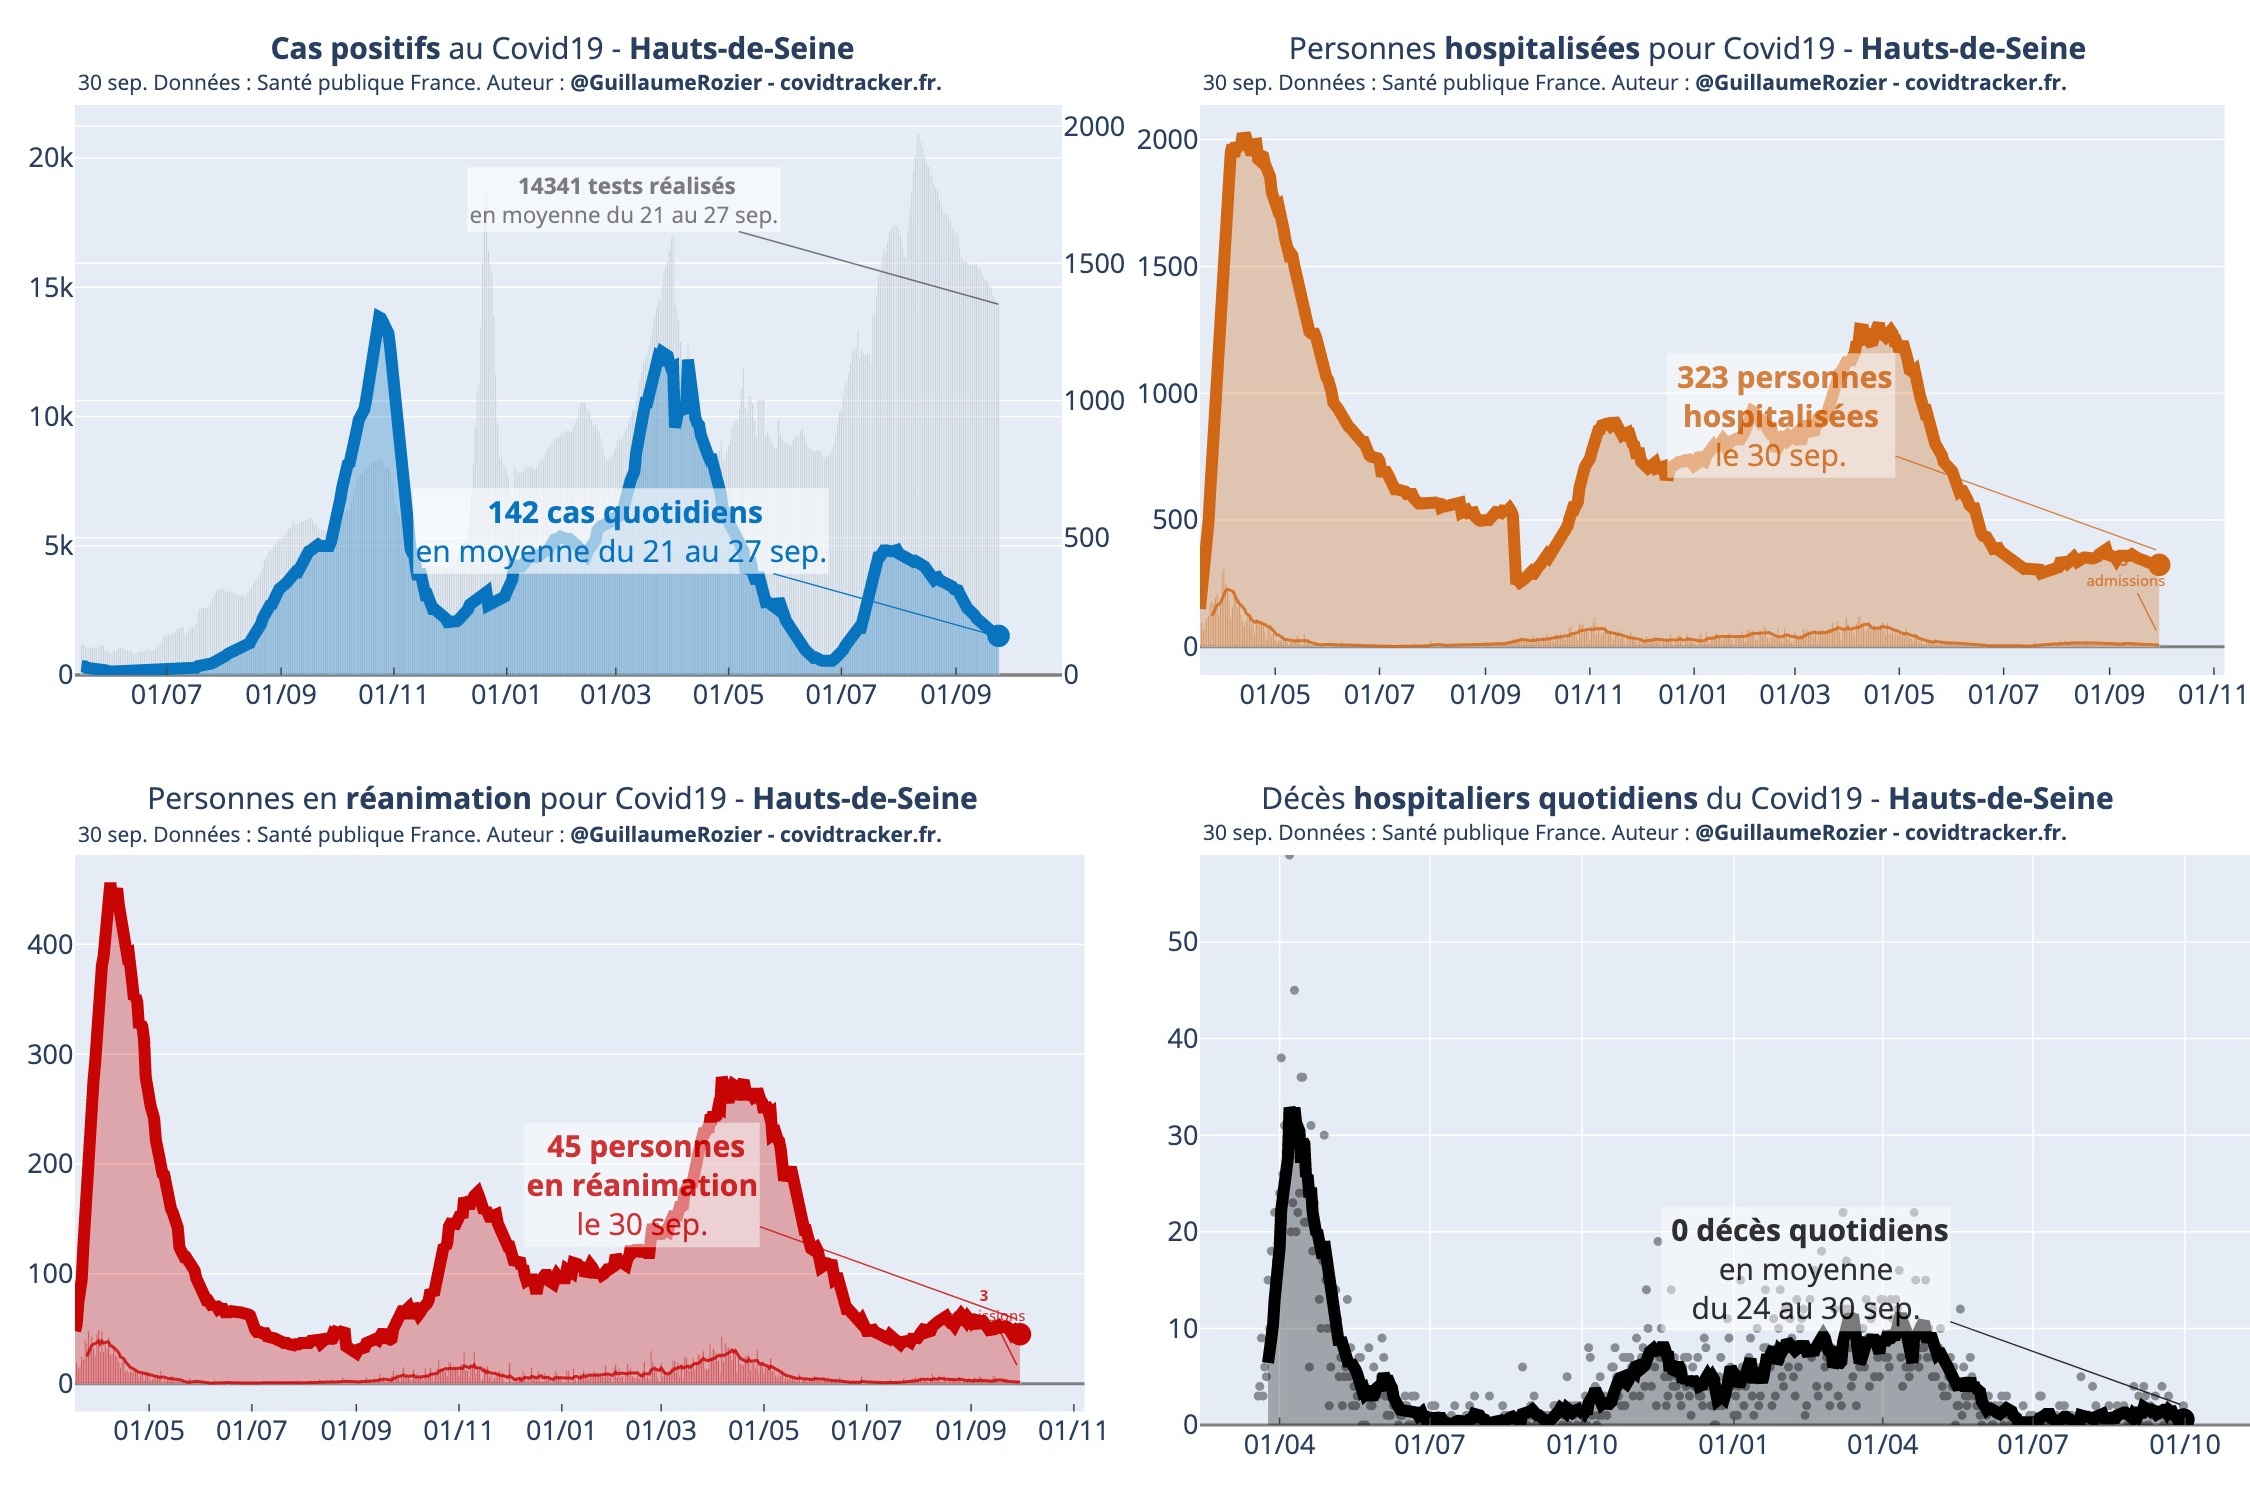 Cas positifs au Covid19 - Hauts-de-Seine
30 sep. Données : Santé publique France. Auteur : @GuillaumeRozier - covidtracker.fr.
20k
15k
10k
5k
0
2000
1500
1000
500
0
14341 tests réalisés
en moyenne du 21 au 27 sep.
142 cas quotidiens
en moyenne du 21 au 27 sep.
01/07 01/09 01/11 01/01 01/03 01/05 01/07 01/09
Personnes hospitalisées pour Covid19 - Hauts-de-Seine
30 sep. Données : Santé publique France. Auteur : @GuillaumeRozier - covidtracker.fr.
2000
1500
1000
500
0
323 personnes
hospitalisées
le 30 sep.
admissions
01/05 01/07 01/09 01/11 01/01 01/03 01/05 01/07 01/09 01/11
Personnes en réanimation pour Covid19 - Hauts-de-Seine
30 sep. Données : Santé publique France. Auteur : @GuillaumeRozier - covidtracker.fr.
400
300
200
100
0
45 personnes
en réanimation
le 30 sep.
3
01/05 01/07 01/09 01/11 01/01 01/03 01/05 01/07 01/09 01/11
Décès hospitaliers quotidiens du Covid19 - Hauts-de-Seine
30 sep. Données : Santé publique France. Auteur : @GuillaumeRozier - covidtracker.fr.
50
40
30
20
10
0
0 décès quotidiens
en moyenne
du 24 au 30 sep.
01/04 01/07 01/10 01/01 01/04 01/07 01/10